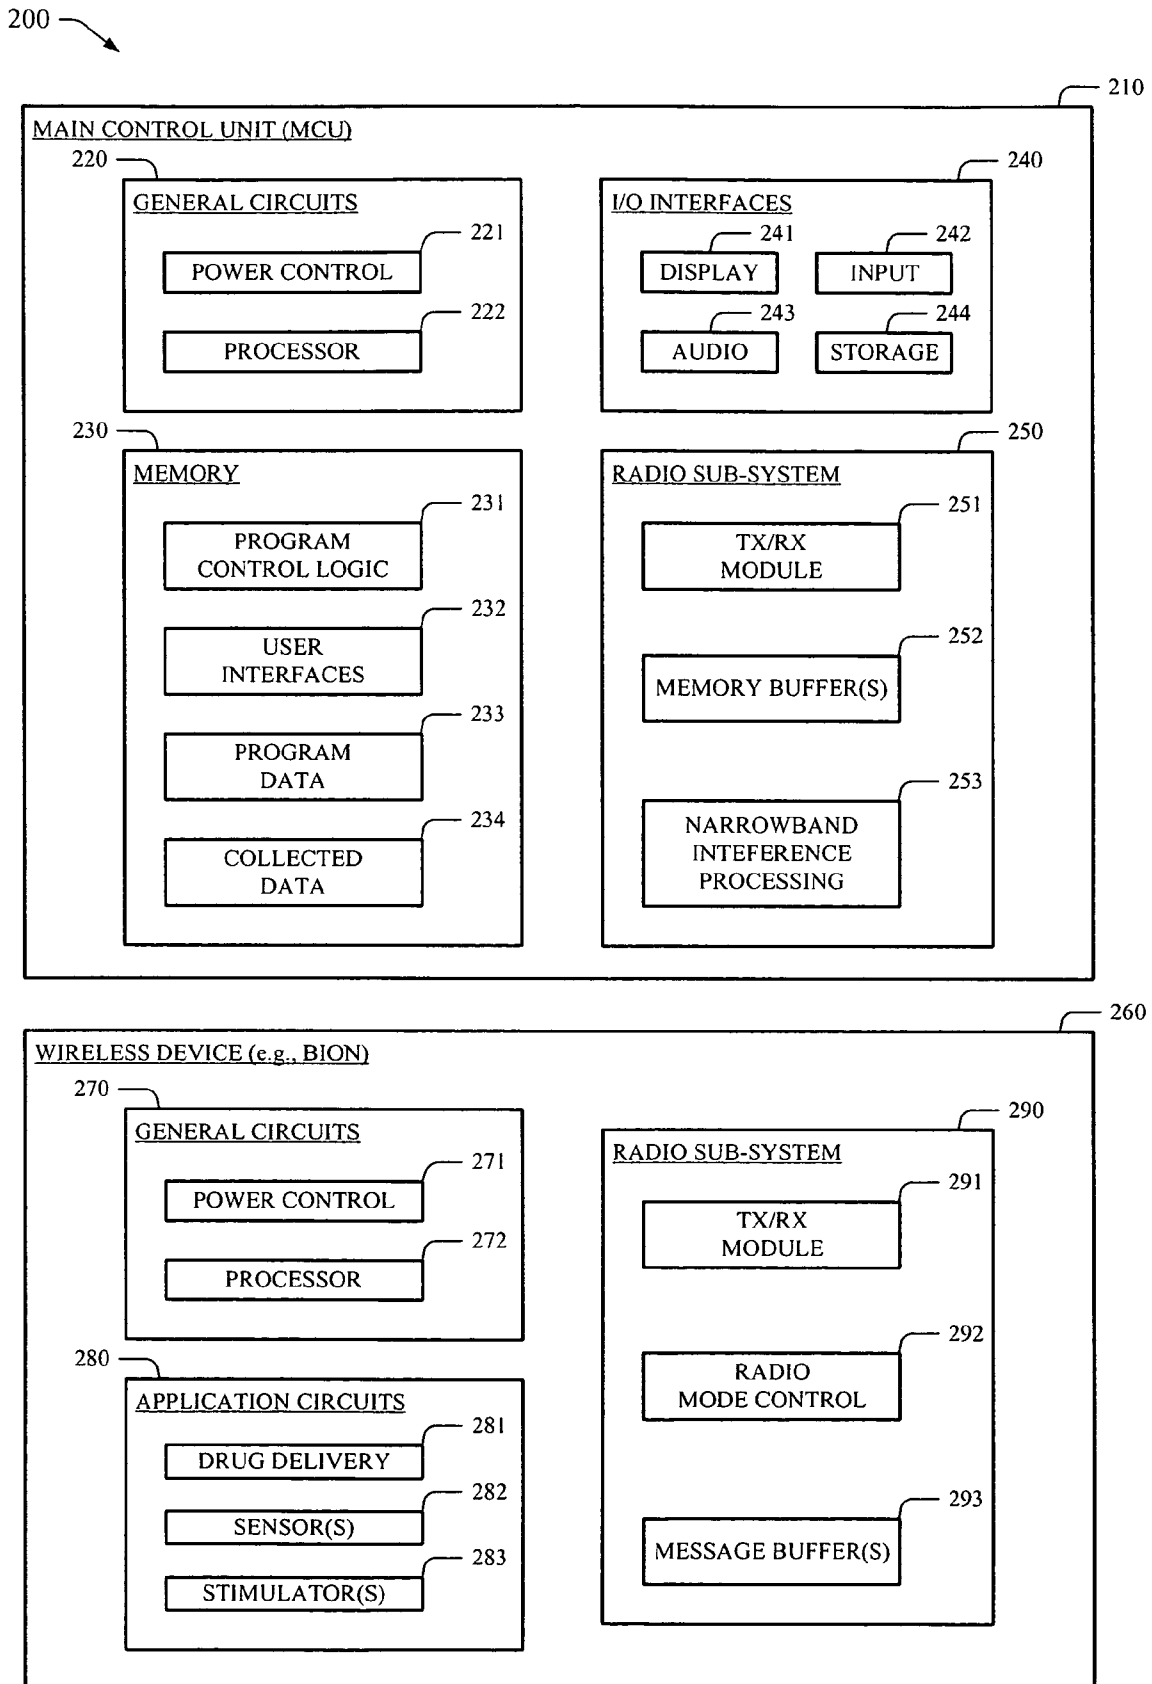 200
210
MAIN CONTROL UNIT (MCU)
220
GENERAL CIRCUITS
221
POWER CONTROL
222
PROCESSOR
240
I/O INTERFACES
241
DISPLAY
242
INPUT
243
AUDIO
244
STORAGE
230
MEMORY
231
PROGRAM
CONTROL LOGIC
232
USER
INTERFACES
233
PROGRAM
DATA
234
COLLECTED
DATA
250
RADIO SUB-SYSTEM
251
TX/RX
MODULE
252
MEMORY BUFFER(S)
253
NARROWBAND
INTEFERENCE
PROCESSING
260
WIRELESS DEVICE (e.g., BION)
270
GENERAL CIRCUITS
271
POWER CONTROL
272
PROCESSOR
280
APPLICATION CIRCUITS
281
DRUG DELIVERY
282
SENSOR(S)
283
STIMULATOR(S)
290
RADIO SUB-SYSTEM
291
TX/RX
MODULE
292
RADIO
MODE CONTROL
293
MESSAGE BUFFER(S)